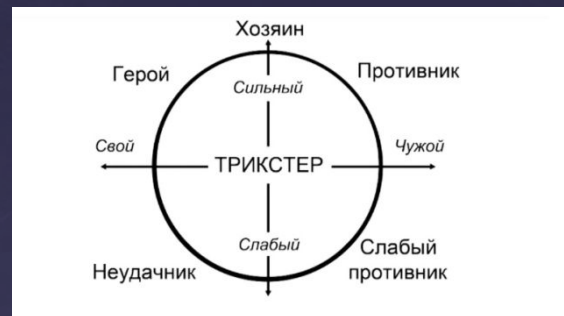 Хозяин
Герой
Противник
Сильный
Свой
Чужой
ТРИКСТЕР
Слабый
Неудачник
Слабый
противник